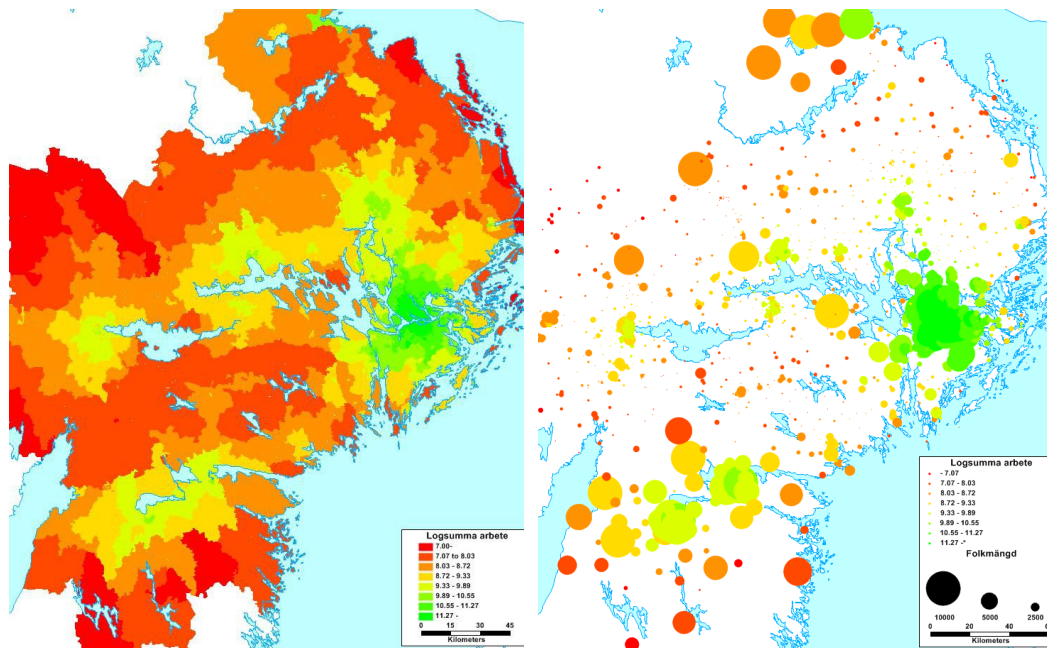 Logsumma arbete
7.00-
7.07 to 8.03
8.03 - 8.72
8.72 - 9.33
9.33 - 9.89
9.89 - 10.55
10.55 - 11.27
11.27 -
0 15 30 45
Kilometers
Logsumma arbete
- 7.07
7.07 - 8.03
8.03 - 8.72
8.72 - 9.33
9.33 - 9.89
9.89 - 10.55
10.55 - 11.27
11.27 -*
Folkmängd
10000 5000 2500
0 20 40 60
Kilometers